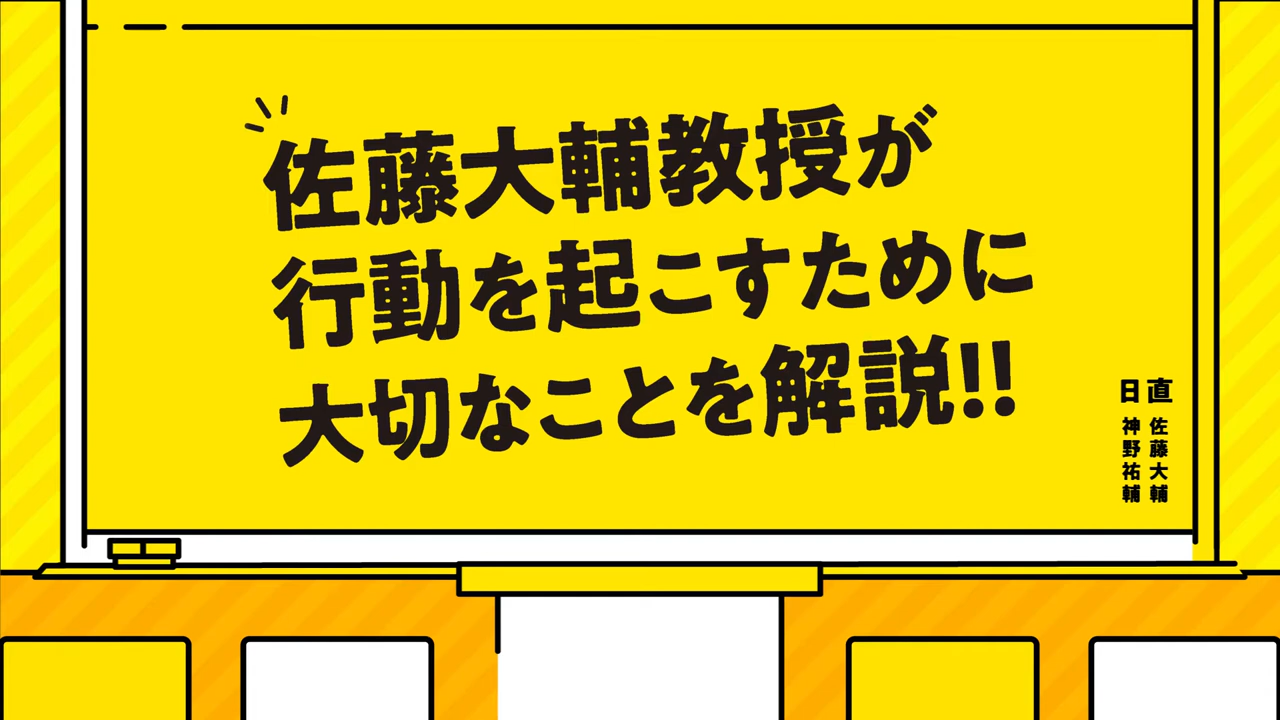 佐藤大輔教授が
行動を起こすために
大切なことを解説!!
日直
佐藤大輔
神野祐輔